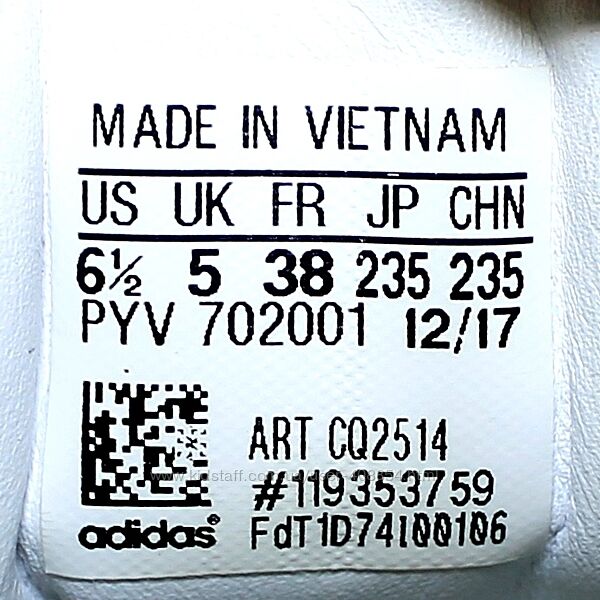 MADE IN VIETNAM
US UK FR JP CHN
6½ 5 38 235 235
PYV 702001 12/17
ART CQ2514
#119353759
adidas® FdT1D74100106